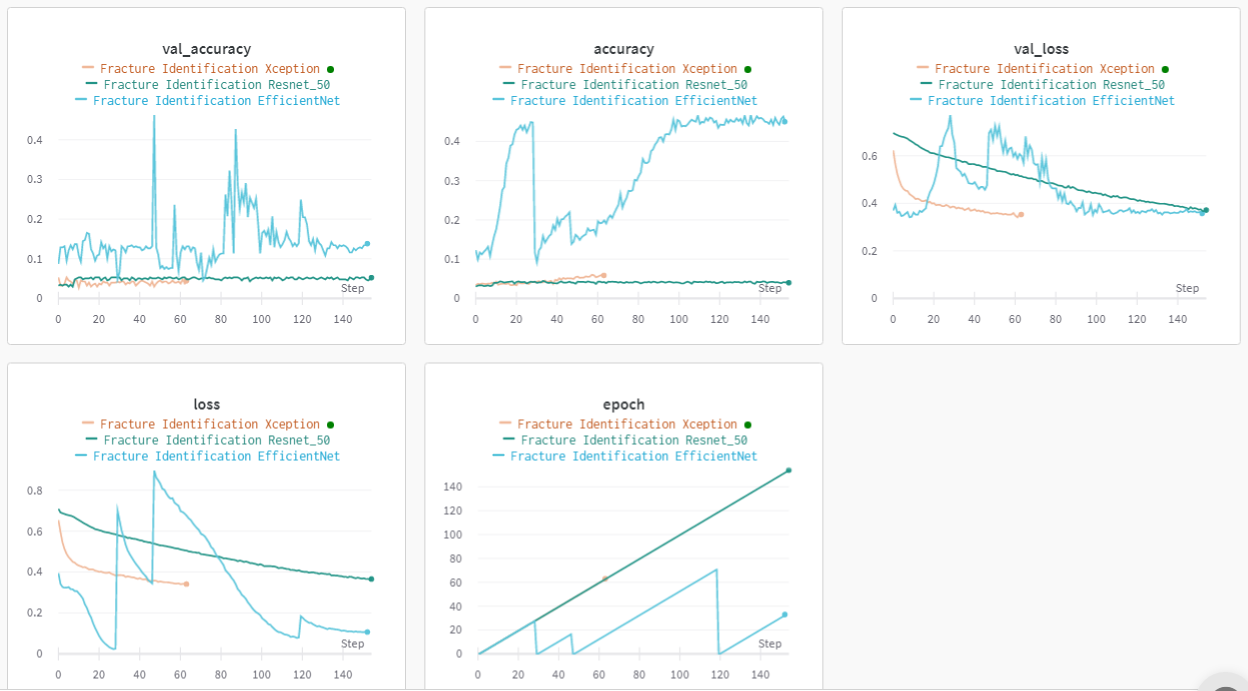 val_accuracy
Fracture Identification Xception
Fracture Identification Resnet_50
Fracture Identification EfficientNet
0.4
0.3
0.2
0.1
0
Step
0 20 40 60 80 100 120 140
accuracy
Fracture Identification Xception
Fracture Identification Resnet_50
Fracture Identification EfficientNet
0.4
0.3
0.2
0.1
0
Step
0 20 40 60 80 100 120 140
val_loss
Fracture Identification Xception
Fracture Identification Resnet_50
Fracture Identification EfficientNet
0.6
0.4
0.2
0
Step
0 20 40 60 80 100 120 140
loss
Fracture Identification Xception
Fracture Identification Resnet_50
Fracture Identification EfficientNet
0.8
0.6
0.4
0.2
0
Step
0 20 40 60 80 100 120 140
epoch
Fracture Identification Xception
Fracture Identification Resnet_50
Fracture Identification EfficientNet
140
120
100
80
60
40
20
0
Step
0 20 40 60 80 100 120 140